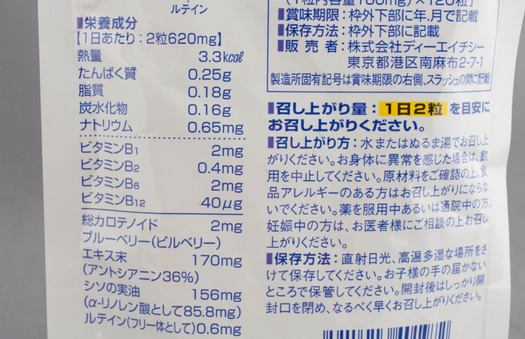 ルテイン
■栄養成分
【1日あたり：2粒620mg】
熱量 3.3kcal
たんぱく質 0.25g
脂質 0.18g
炭水化物 0.16g
ナトリウム 0.65mg
ビタミンB1 2mg
ビタミンB2 0.4mg
ビタミンB6 2mg
ビタミンB12 40μg
総カロテノイド 2mg
ブルーベリー（ビルベリー）
エキス末 170mg
（アントシアニン36%）
シソの実油 156mg
（α-リノレン酸として85.8mg）
ルテイン（フリー体として）0.6mg
■賞味期限：枠外下部に年.月で記載
■保存方法：枠外下部に記載
■販売者：株式会社ディーエイチシー
東京都港区南麻布2-7-1
製造所固有記号は賞味期限の右側、スラッシュの隣に記載
■召し上がり量：1日2粒を目安に
お召し上がりください。
■召し上がり方：水またはぬるま湯でお召し上
がりください。お身体に異常を感じた場合は、飲
用を中止してください。原材料をご確認の上、食
品アレルギーのある方はお召し上がりにならな
いでください。薬を服用中あるいは通院中の方、
妊娠中の方は、お医者様にご相談の上お召し
上がりください。
■保存方法：直射日光、高温多湿な場所をさ
けて保存してください。お子様の手の届かない
ところで保管してください。開封後はしっかり開
封口を閉め、なるべく早くお召し上がりください。